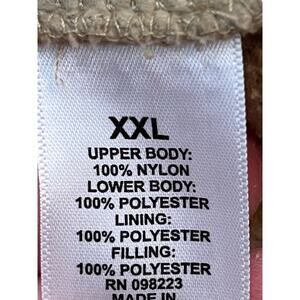 XXL
UPPER BODY:
100% NYLON
LOWER BODY:
100% POLYESTER
LINING:
100% POLYESTER
FILLING:
100% POLYESTER
RN 098223
MADE IN